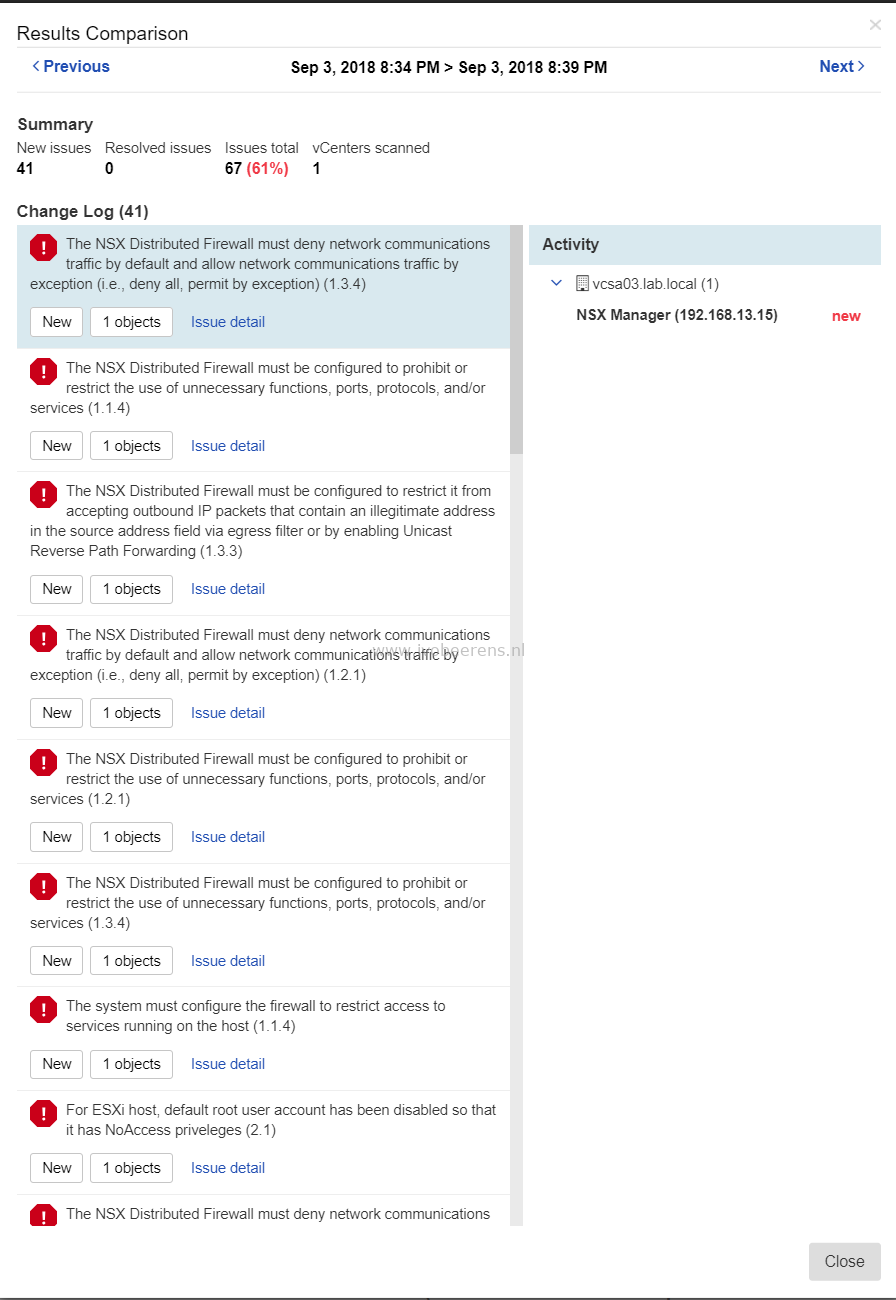 Results Comparison
×
Previous
Sep 3, 2018 8:34 PM > Sep 3, 2018 8:39 PM
Next
Summary
New issues
Resolved issues
Issues total
vCenters scanned
41
0
67 (61%)
1
Change Log (41)
The NSX Distributed Firewall must deny network communications
traffic by default and allow network communications traffic by
exception (i.e., deny all, permit by exception) (1.3.4)
New
1 objects
Issue detail
The NSX Distributed Firewall must be configured to prohibit or
restrict the use of unnecessary functions, ports, protocols, and/or
services (1.1.4)
New
1 objects
Issue detail
The NSX Distributed Firewall must be configured to restrict it from
accepting outbound IP packets that contain an illegitimate address
in the source address field via egress filter or by enabling Unicast
Reverse Path Forwarding (1.3.3)
New
1 objects
Issue detail
The NSX Distributed Firewall must deny network communications
traffic by default and allow network communications traffic by
exception (i.e., deny all, permit by exception) (1.2.1)
www.ivobeerens.nl
New
1 objects
Issue detail
The NSX Distributed Firewall must be configured to prohibit or
restrict the use of unnecessary functions, ports, protocols, and/or
services (1.2.1)
New
1 objects
Issue detail
The NSX Distributed Firewall must be configured to prohibit or
restrict the use of unnecessary functions, ports, protocols, and/or
services (1.3.4)
New
1 objects
Issue detail
The system must configure the firewall to restrict access to
services running on the host (1.1.4)
New
1 objects
Issue detail
For ESXi host, default root user account has been disabled so that
it has NoAccess priveleges (2.1)
New
1 objects
Issue detail
The NSX Distributed Firewall must deny network communications
Activity
vcsa03.lab.local (1)
NSX Manager (192.168.13.15)
new
Close